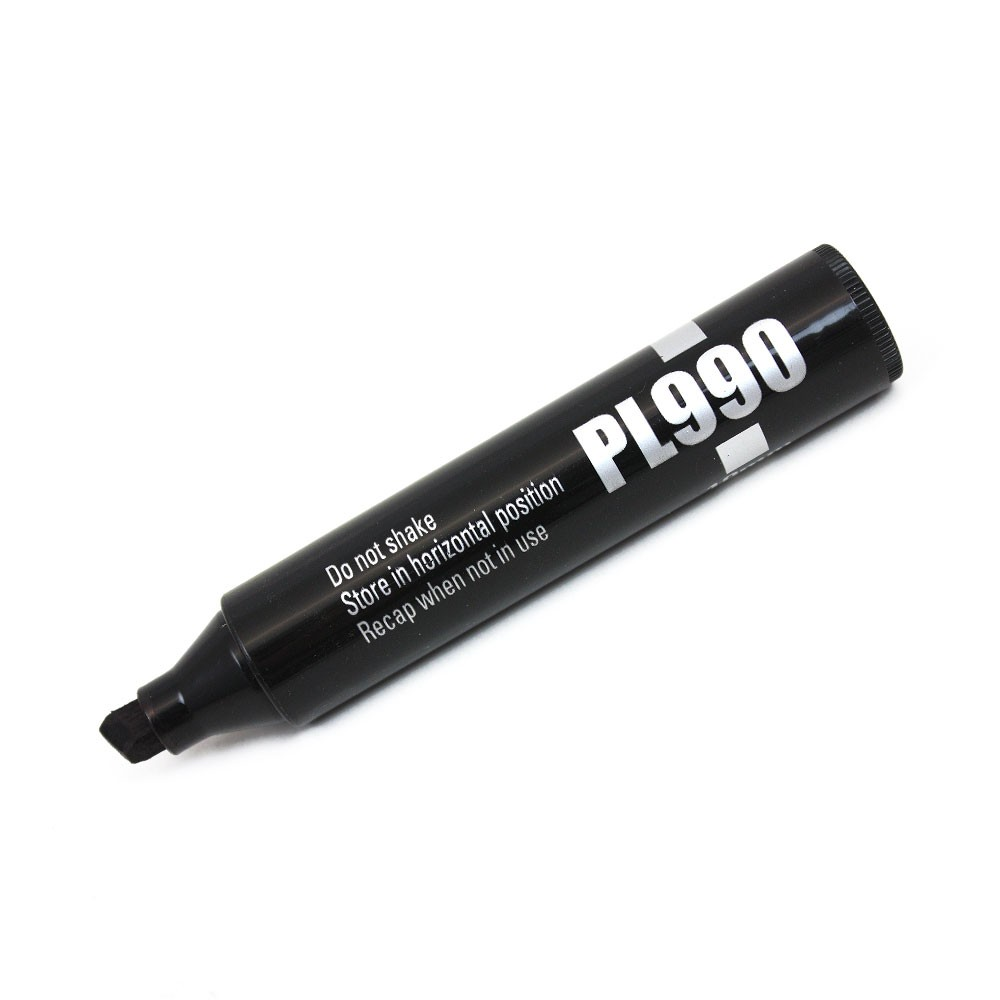 PL990
Do not shake
Store in horizontal position
Recap when not in use